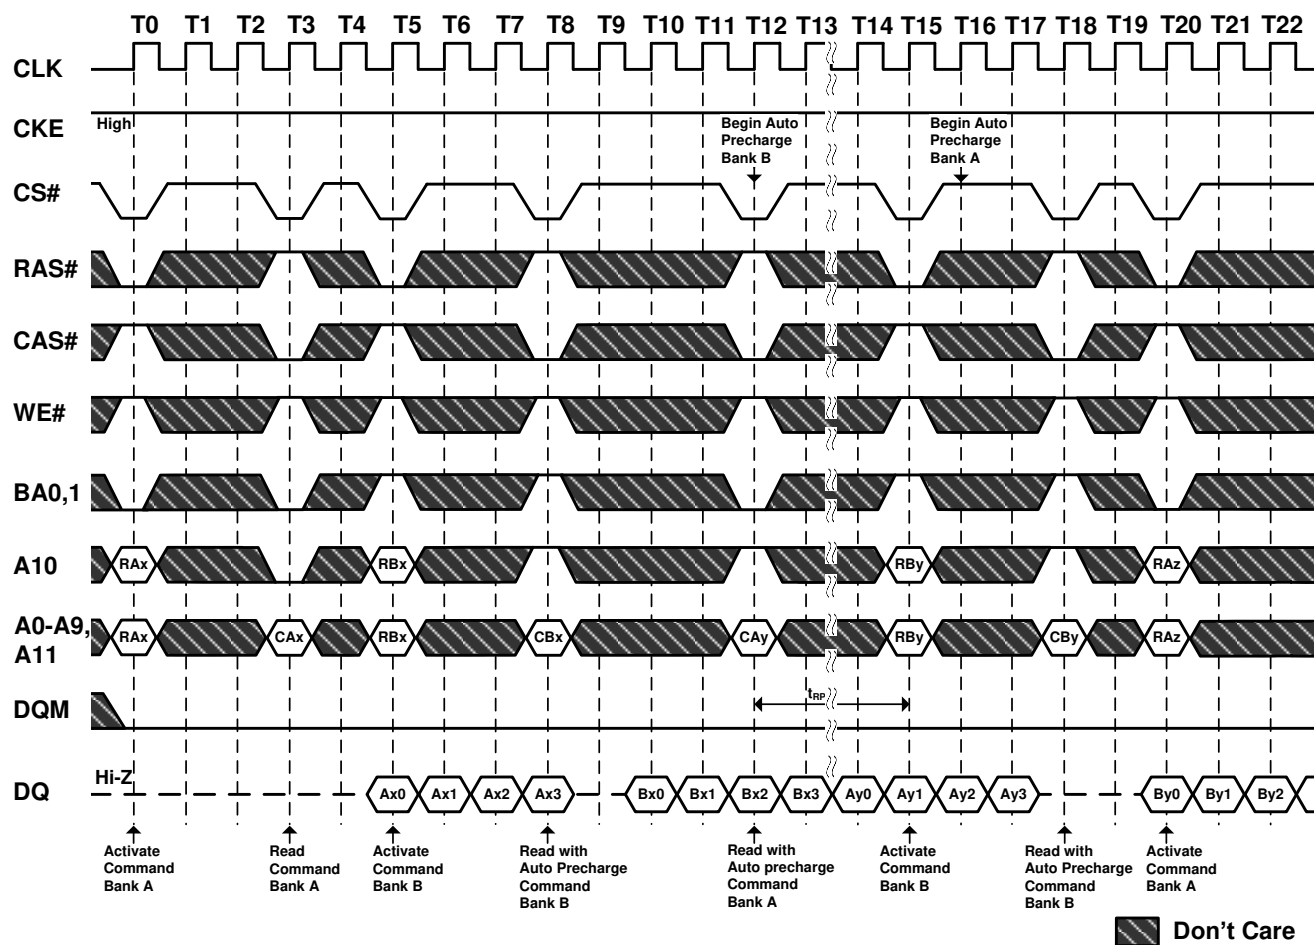 T0 T1 T2 T3 T4 T5 T6 T7 T8 T9 T10 T11 T12 T13 T14 T15 T16 T17 T18 T19 T20 T21 T22
CLK
CKE
High
Begin Auto
Precharge
Bank B
Begin Auto
Precharge
Bank A
CS#
RAS#
CAS#
WE#
BA0,1
A10
RAx RBx RBy RAz
A0-A9,
A11
RAx CAx RBx CBx CAy RBy CBy RAz
DQM
tRP
DQ
Hi-Z
Ax0 Ax1 Ax2 Ax3 Bx0 Bx1 Bx2 Bx3 Ay0 Ay1 Ay2 Ay3 By0 By1 By2
Activate
Command
Bank A
Read
Command
Bank A
Activate
Command
Bank B
Read with
Auto Precharge
Command
Bank B
Read with
Auto precharge
Command
Bank A
Activate
Command
Bank B
Read with
Auto Precharge
Command
Bank B
Activate
Command
Bank A
Don't Care